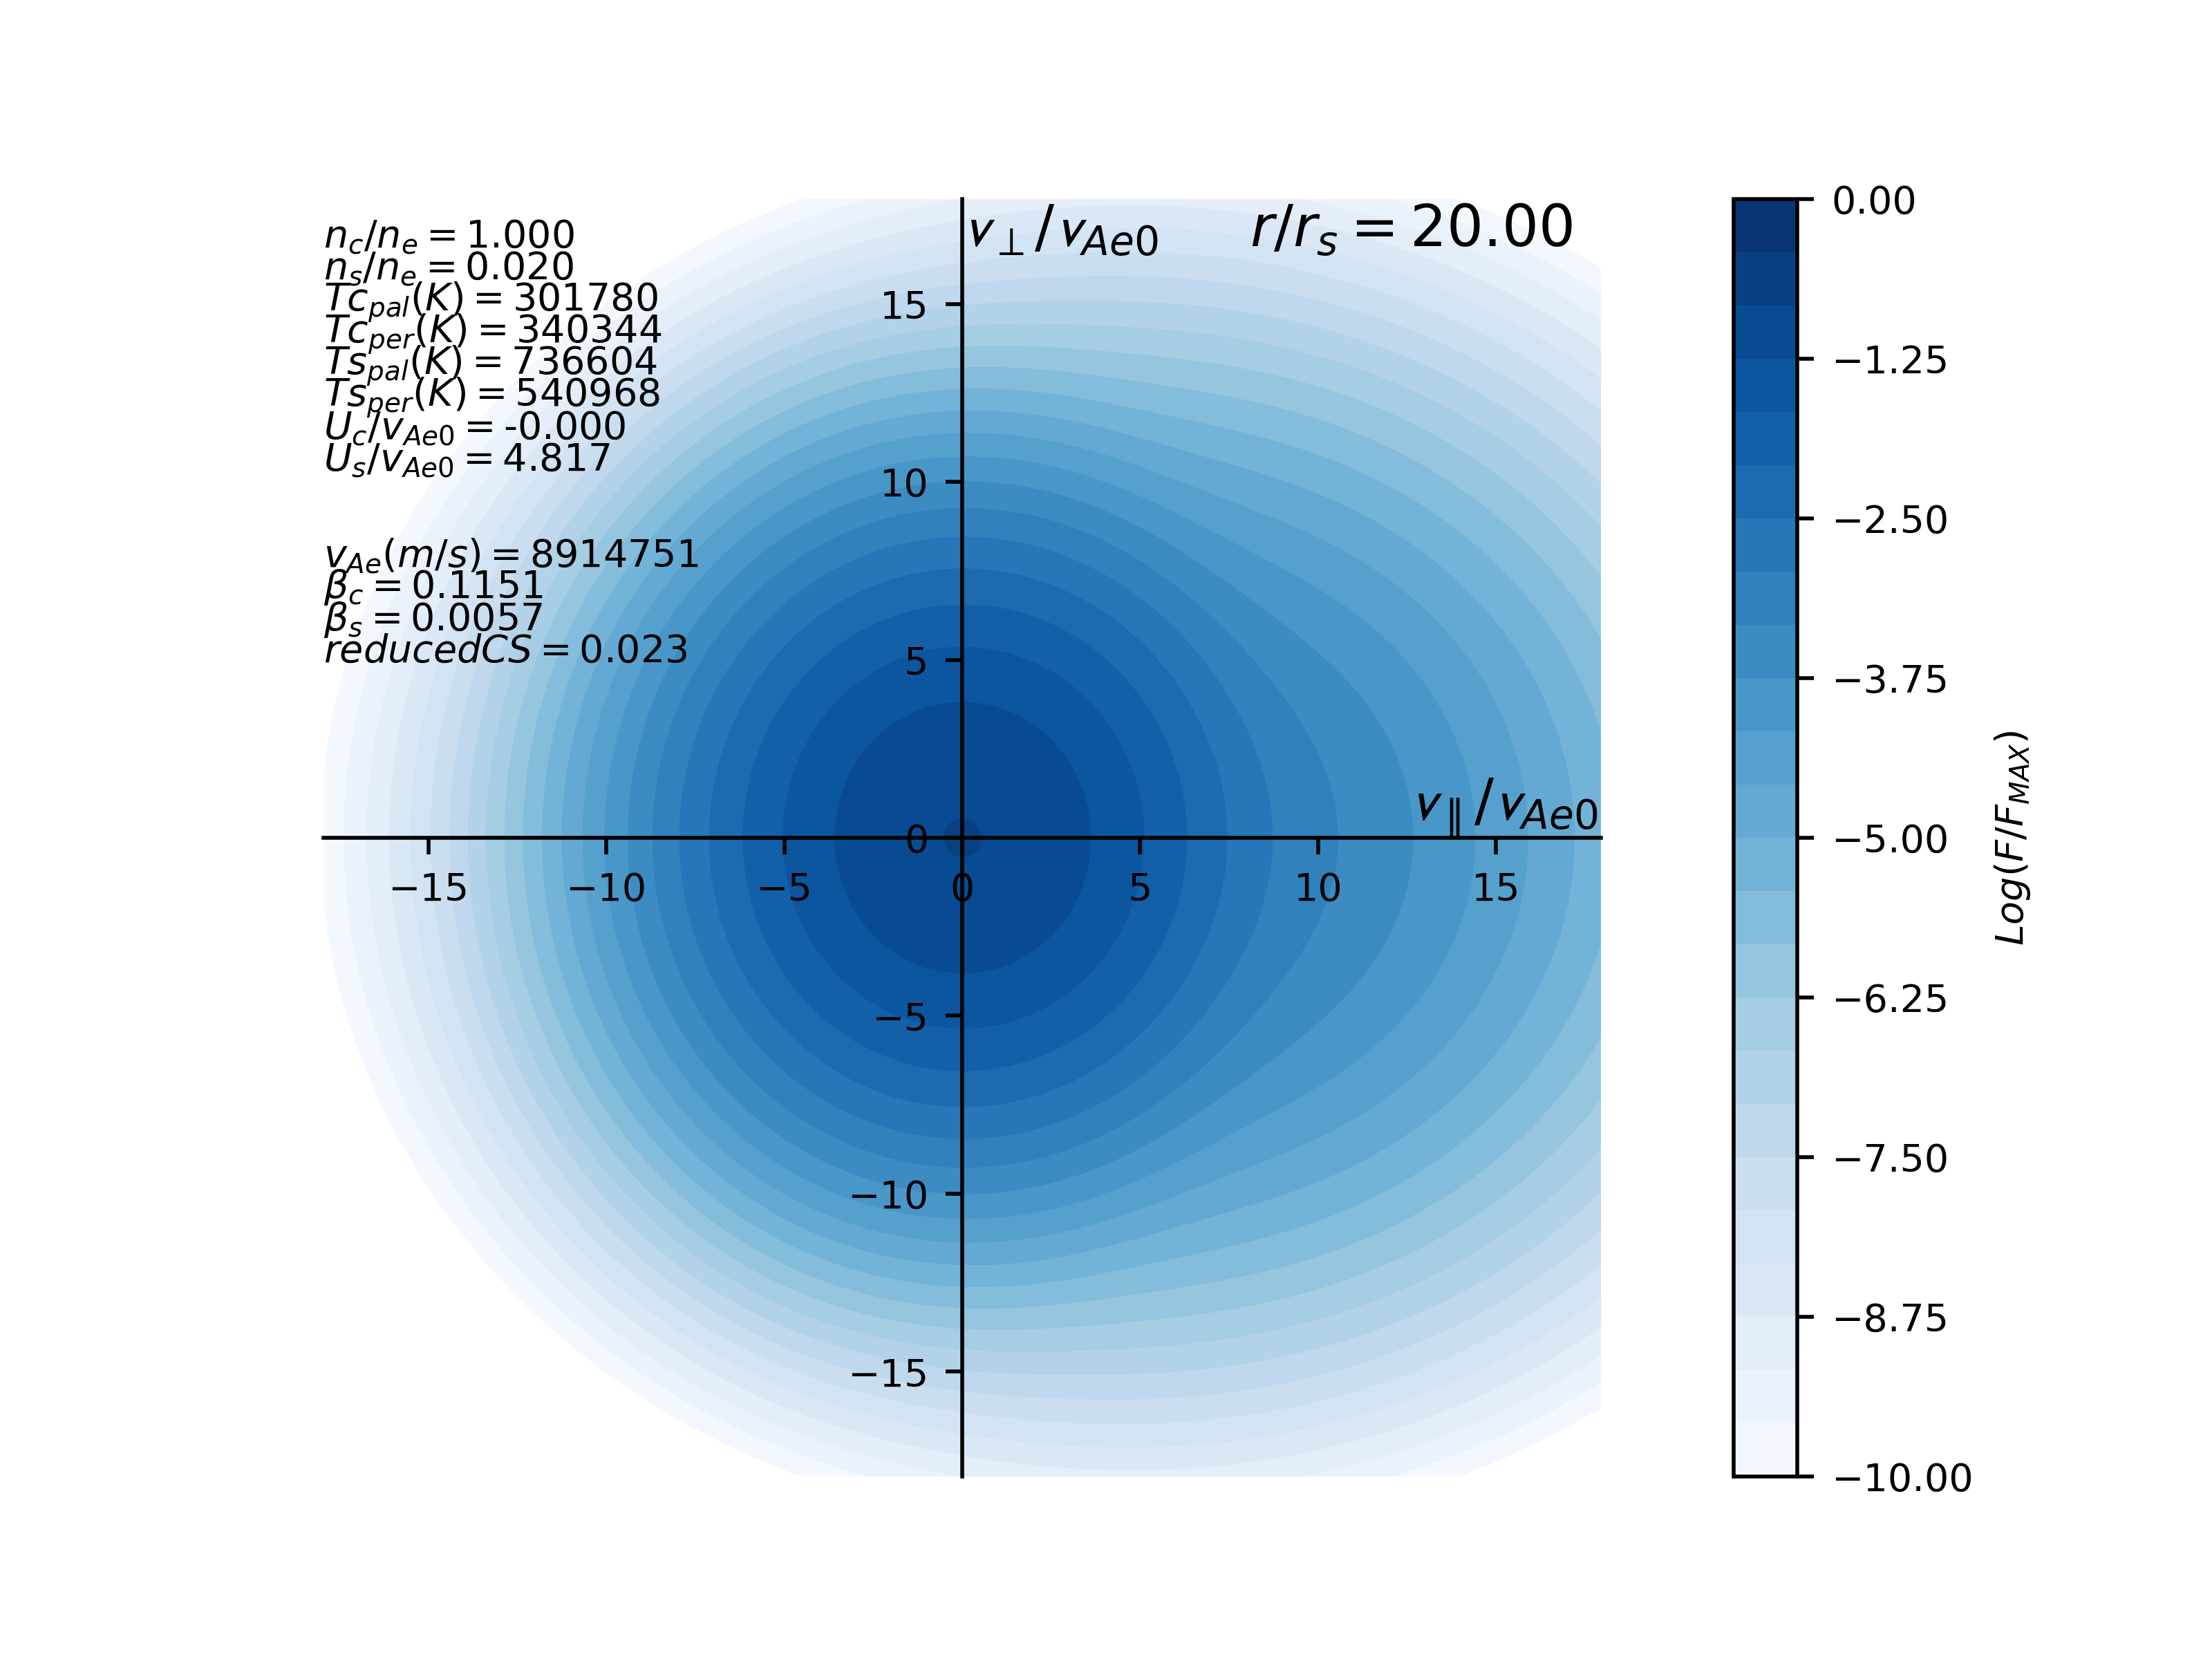 n_c/n_e = 1.000
n_s/n_e = 0.020
Tc_pal(K) = 301780
Tc_per(K) = 340344
Ts_pal(K) = 736604
Ts_per(K) = 540968
U_c/v_Ae0 = -0.000
U_s/v_Ae0 = 4.817
v_Ae(m/s) = 8914751
β_c = 0.1151
β_s = 0.0057
reducedCS = 0.023
v_⊥/v_Ae0
r/r_s = 20.00
15
10
5
0
−5
−10
−15
v_∥/v_Ae0
−15 −10 −5 0 5 10 15
0.00
−1.25
−2.50
−3.75
−5.00
−6.25
−7.50
−8.75
−10.00
Log(F/F_MAX)